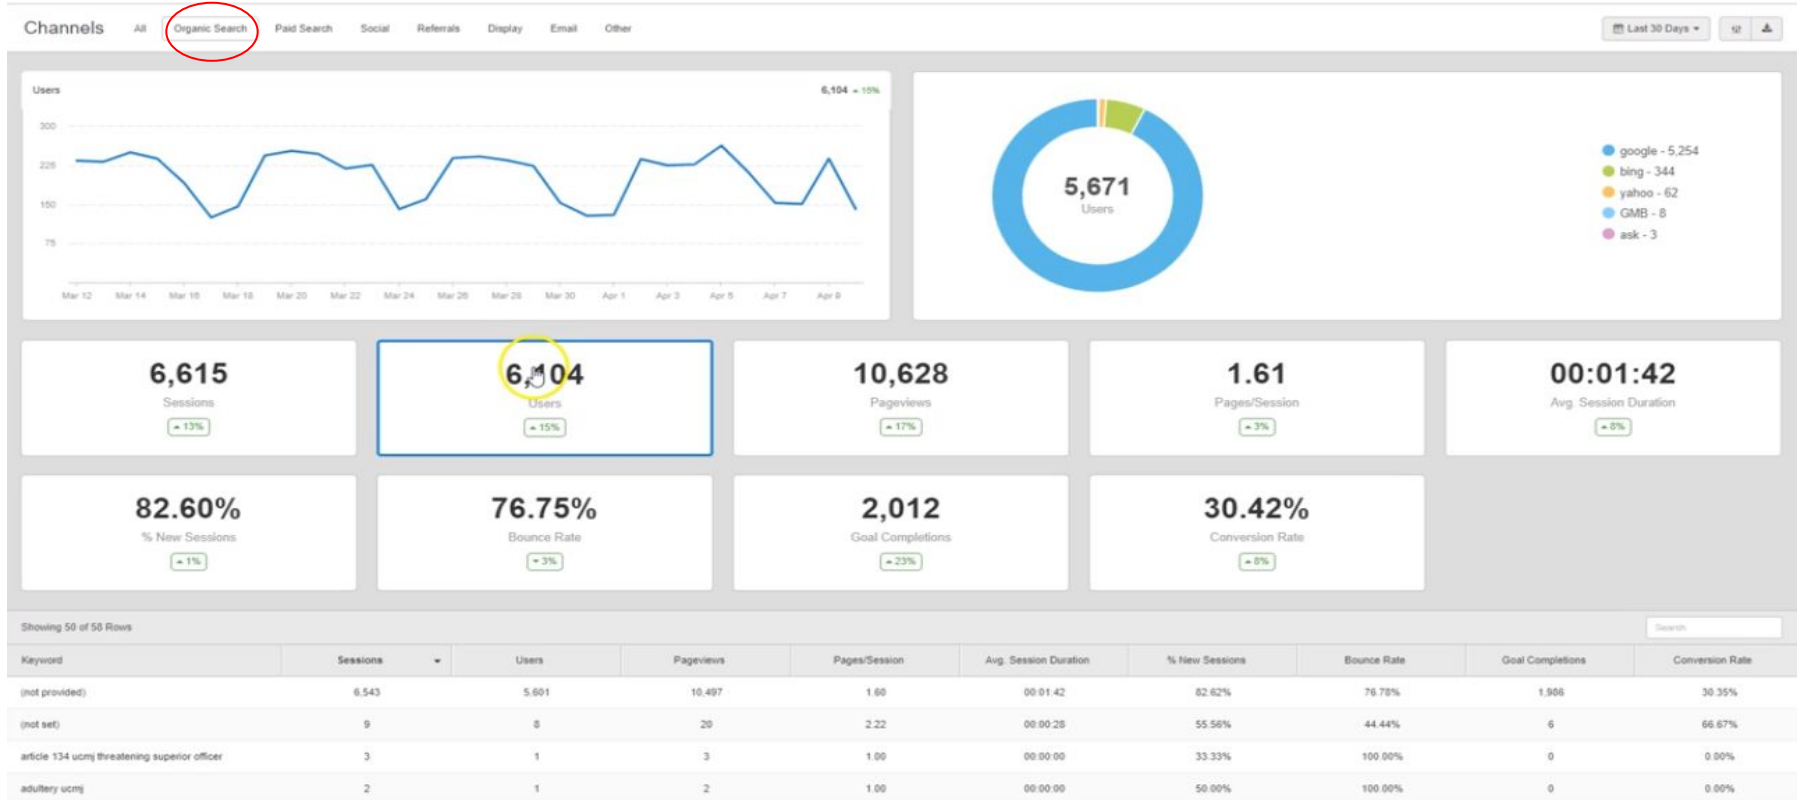 Channels All Organic Search Paid Search Social Referrals Display Email Other Last 30 Days
Users 6,104 15%
300
225
150
75
Mar 12 Mar 14 Mar 16 Mar 18 Mar 20 Mar 22 Mar 24 Mar 26 Mar 28 Mar 30 Apr 1 Apr 3 Apr 5 Apr 7 Apr 9
5,671
Users
google - 5,254
bing - 344
yahoo - 62
GMB - 8
ask - 3
6,615
Sessions
13%
6,104
Users
15%
10,628
Pageviews
17%
1.61
Pages/Session
3%
00:01:42
Avg. Session Duration
8%
82.60%
% New Sessions
1%
76.75%
Bounce Rate
3%
2,012
Goal Completions
23%
30.42%
Conversion Rate
8%
Showing 50 of 58 Rows Search
Keyword Sessions Users Pageviews Pages/Session Avg. Session Duration % New Sessions Bounce Rate Goal Completions Conversion Rate
(not provided) 6,543 5,601 10,497 1.60 00:01:42 82.62% 76.78% 1,986 30.35%
(not set) 9 8 20 2.22 00:00:28 55.56% 44.44% 6 66.67%
article 134 ucmj threatening superior officer 3 1 3 1.00 00:00:00 33.33% 100.00% 0 0.00%
adultery ucmj 2 1 2 1.00 00:00:00 50.00% 100.00% 0 0.00%